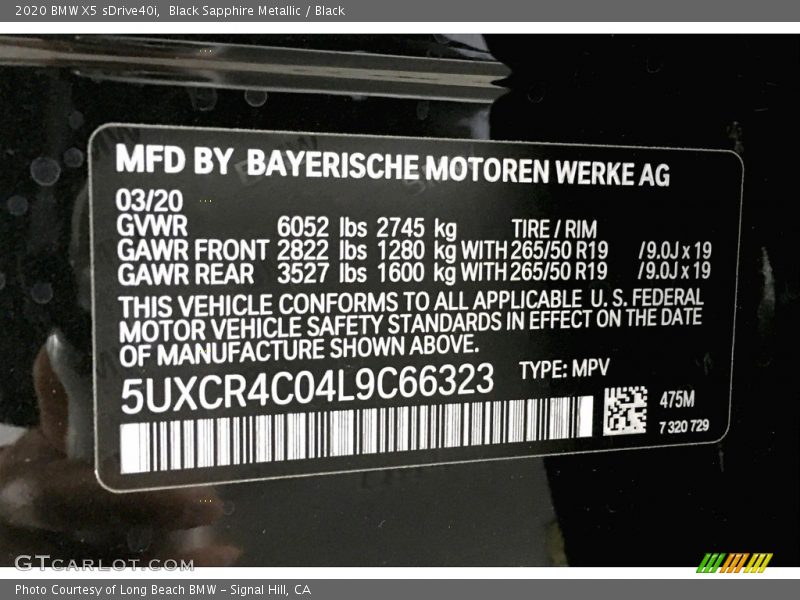 2020 BMW X5 sDrive40i, Black Sapphire Metallic / Black
MFD BY BAYERISCHE MOTOREN WERKE AG
03/20
GVWR 6052 lbs 2745 kg TIRE / RIM
GAWR FRONT 2822 lbs 1280 kg WITH 265/50 R19 /9.0J x 19
GAWR REAR 3527 lbs 1600 kg WITH 265/50 R19 /9.0J x 19
THIS VEHICLE CONFORMS TO ALL APPLICABLE U.S. FEDERAL
MOTOR VEHICLE SAFETY STANDARDS IN EFFECT ON THE DATE
OF MANUFACTURE SHOWN ABOVE.
5UXCR4C04L9C66323 TYPE: MPV
475M
7 320 729
GTCARLOT.COM
Photo Courtesy of Long Beach BMW - Signal Hill, CA